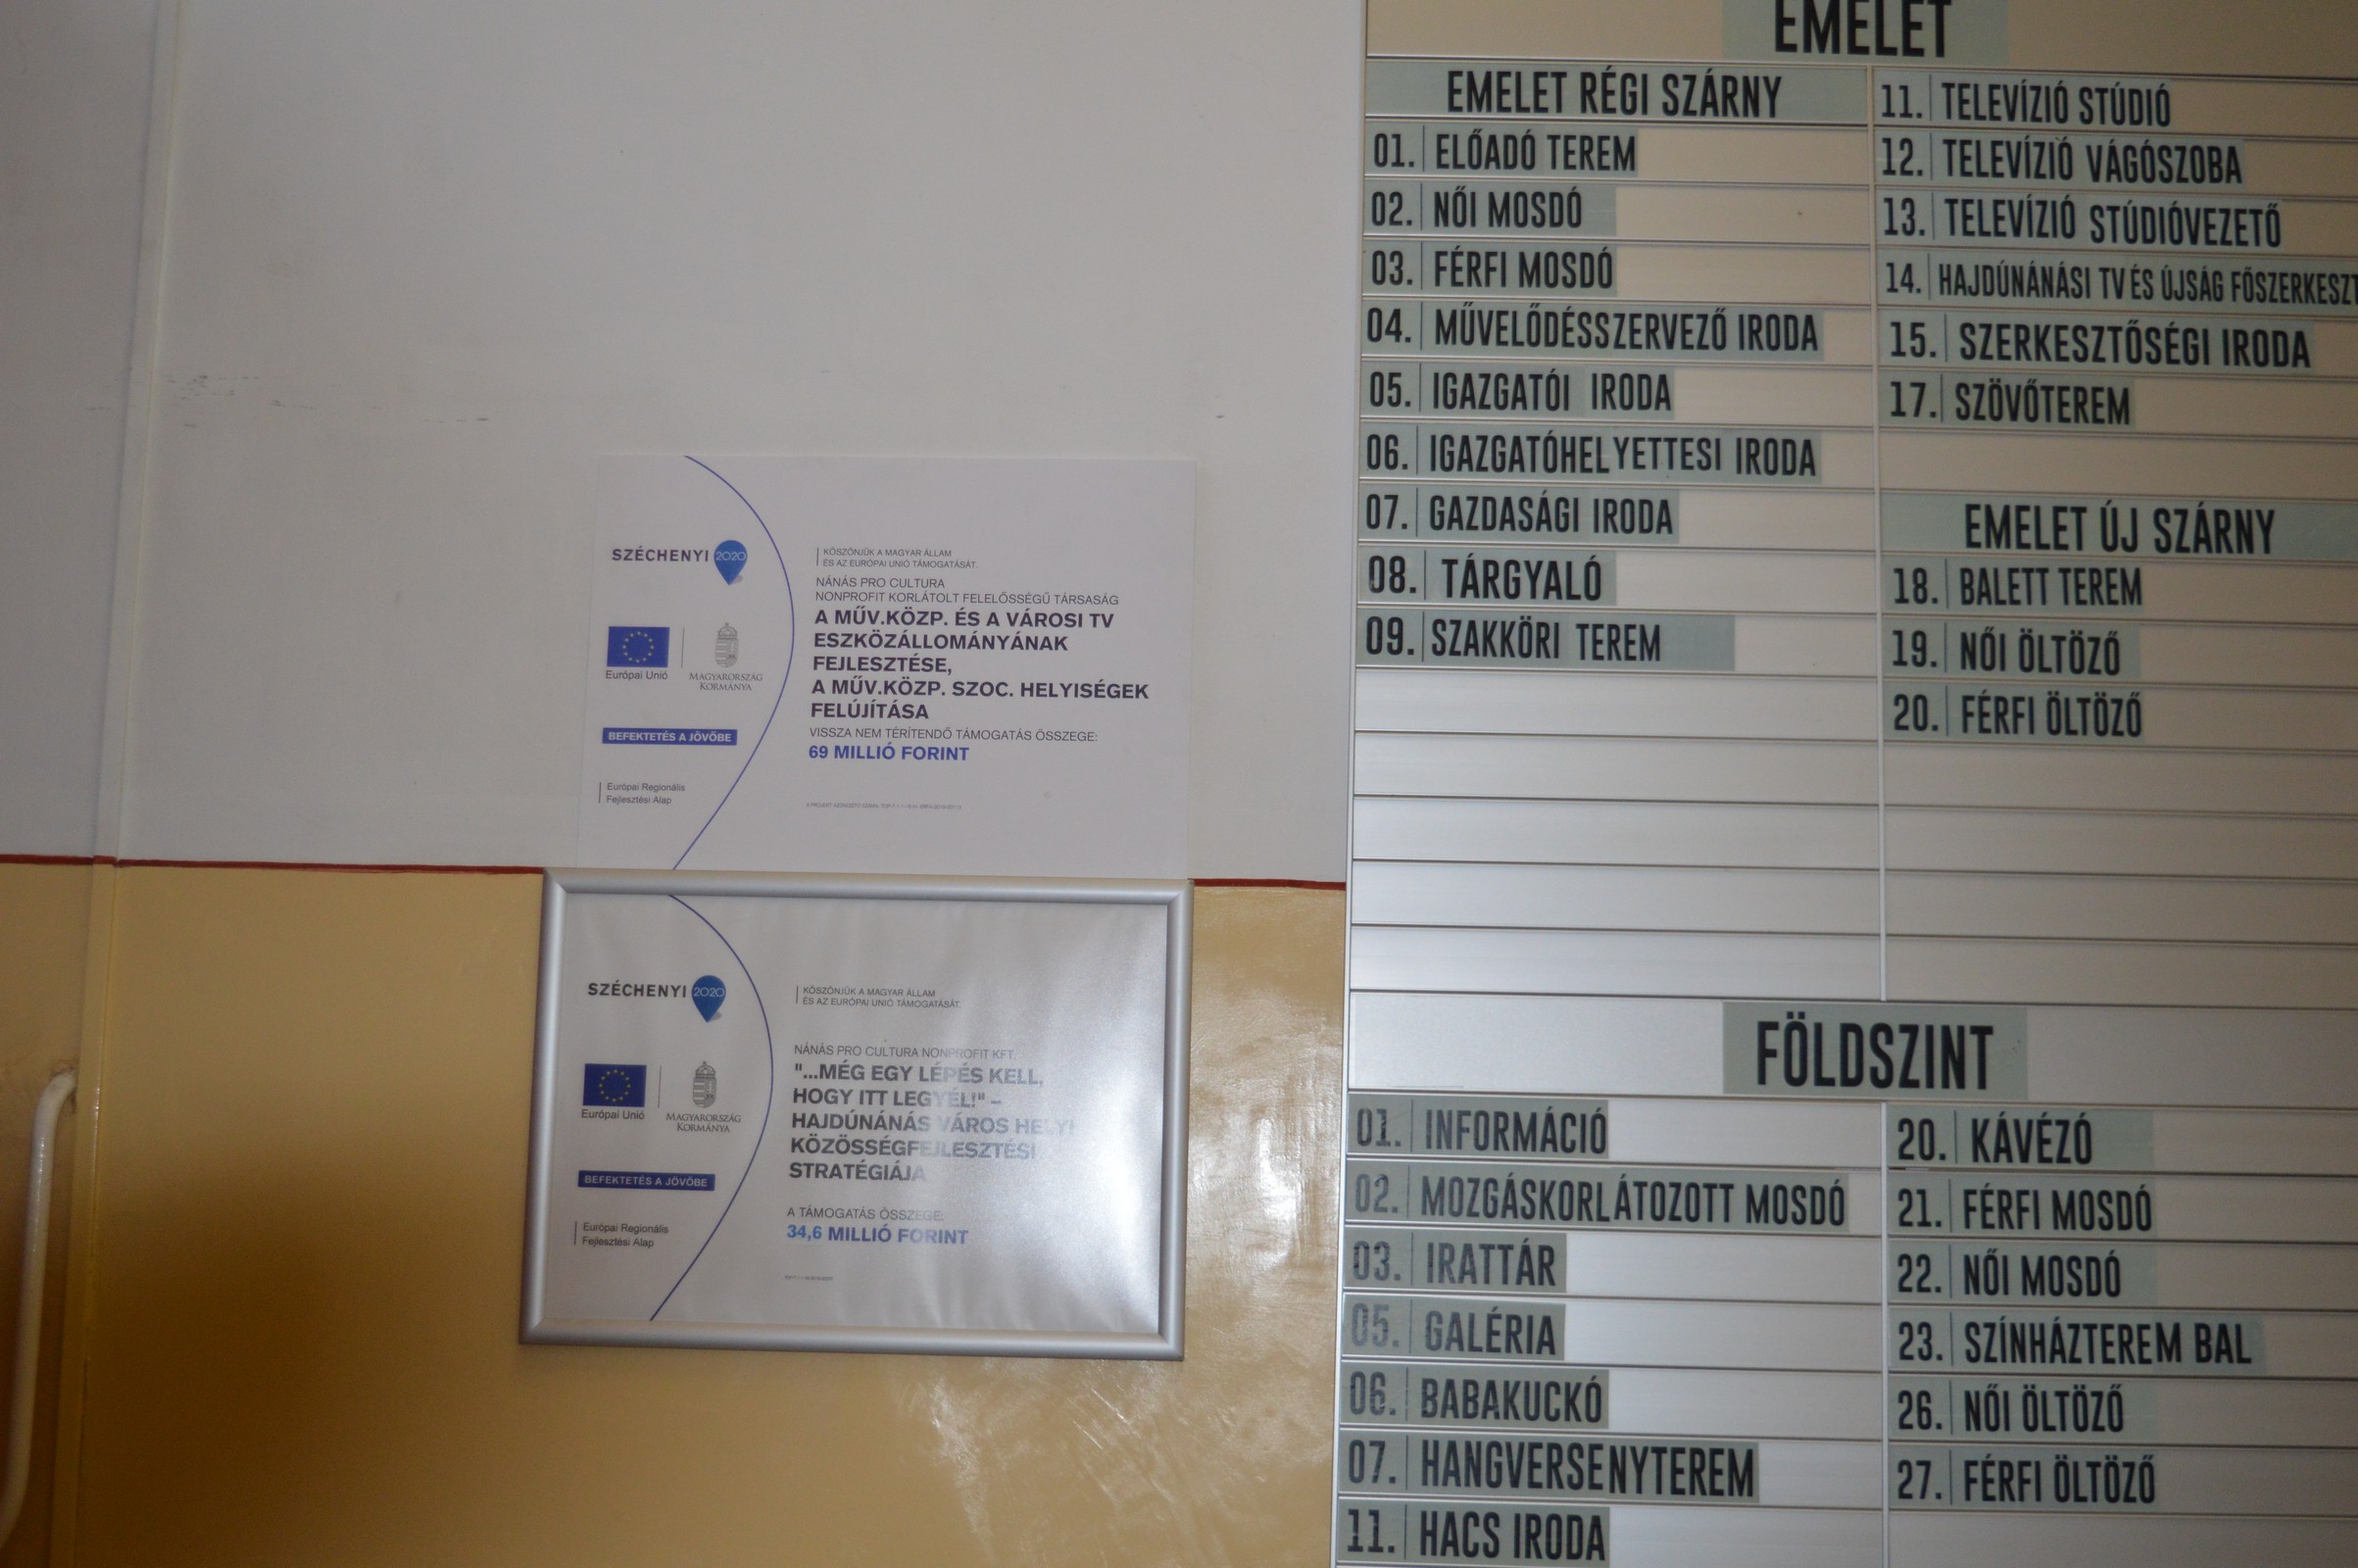 SZÉCHENYI 2020
Európai Unió
MAGYARORSZÁG
KORMÁNYA
BEFEKTETÉS A JÖVŐBE
Európai Regionális
Fejlesztési Alap
KÖSZÖNJÜK A MAGYAR ÁLLAM
ÉS AZ EURÓPAI UNIÓ TÁMOGATÁSÁT.
NÁNÁS PRO CULTURA
NONPROFIT KORLÁTOLT FELELŐSSÉGŰ TÁRSASÁG
A MŰV.KÖZP. ÉS A VÁROSI TV
ESZKÖZÁLLOMÁNYÁNAK
FEJLESZTÉSE,
A MŰV.KÖZP. SZOC. HELYISÉGEK
FELÚJÍTÁSA
VISSZA NEM TÉRÍTENDŐ TÁMOGATÁS ÖSSZEGE:
69 MILLIÓ FORINT
SZÉCHENYI 2020
Európai Unió
MAGYARORSZÁG
KORMÁNYA
BEFEKTETÉS A JÖVŐBE
Európai Regionális
Fejlesztési Alap
KÖSZÖNJÜK A MAGYAR ÁLLAM
ÉS AZ EURÓPAI UNIÓ TÁMOGATÁSÁT.
NÁNÁS PRO CULTURA NONPROFIT KFT.
"...MÉG EGY LÉPÉS KELL,
HOGY ITT LEGYÉL!" –
HAJDÚNÁNÁS VÁROS HELYI
KÖZÖSSÉGFEJLESZTÉSI
STRATÉGIÁJA
A TÁMOGATÁS ÖSSZEGE:
34,6 MILLIÓ FORINT
EMELET
EMELET RÉGI SZÁRNY
01. ELŐADÓ TEREM
02. NŐI MOSDÓ
03. FÉRFI MOSDÓ
04. MŰVELŐDÉSSZERVEZŐ IRODA
05. IGAZGATÓI IRODA
06. IGAZGATÓHELYETTESI IRODA
07. GAZDASÁGI IRODA
08. TÁRGYALÓ
09. SZAKKÖRI TEREM
11. TELEVÍZIÓ STÚDIÓ
12. TELEVÍZIÓ VÁGÓSZOBA
13. TELEVÍZIÓ STÚDIÓVEZETŐ
14. HAJDÚNÁNÁSI TV ÉS ÚJSÁG FŐSZERKESZT
15. SZERKESZTŐSÉGI IRODA
17. SZÖVŐTEREM
EMELET ÚJ SZÁRNY
18. BALETT TEREM
19. NŐI ÖLTÖZŐ
20. FÉRFI ÖLTÖZŐ
FÖLDSZINT
01. INFORMÁCIÓ
02. MOZGÁSKORLÁTOZOTT MOSDÓ
03. IRATTÁR
05. GALÉRIA
06. BABAKUCKÓ
07. HANGVERSENYTEREM
11. HACS IRODA
20. KÁVÉZÓ
21. FÉRFI MOSDÓ
22. NŐI MOSDÓ
23. SZÍNHÁZTEREM BAL
26. NŐI ÖLTÖZŐ
27. FÉRFI ÖLTÖZŐ